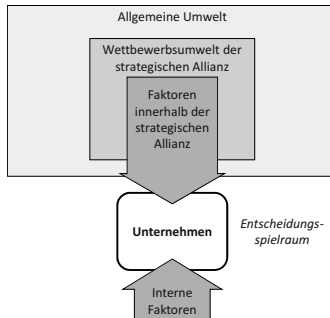 Allgemeine Umwelt
Wettbewerbsumwelt der
strategischen Allianz
Faktoren
innerhalb der
strategischen
Allianz
Unternehmen
Entscheidungs-
spielraum
Interne
Faktoren